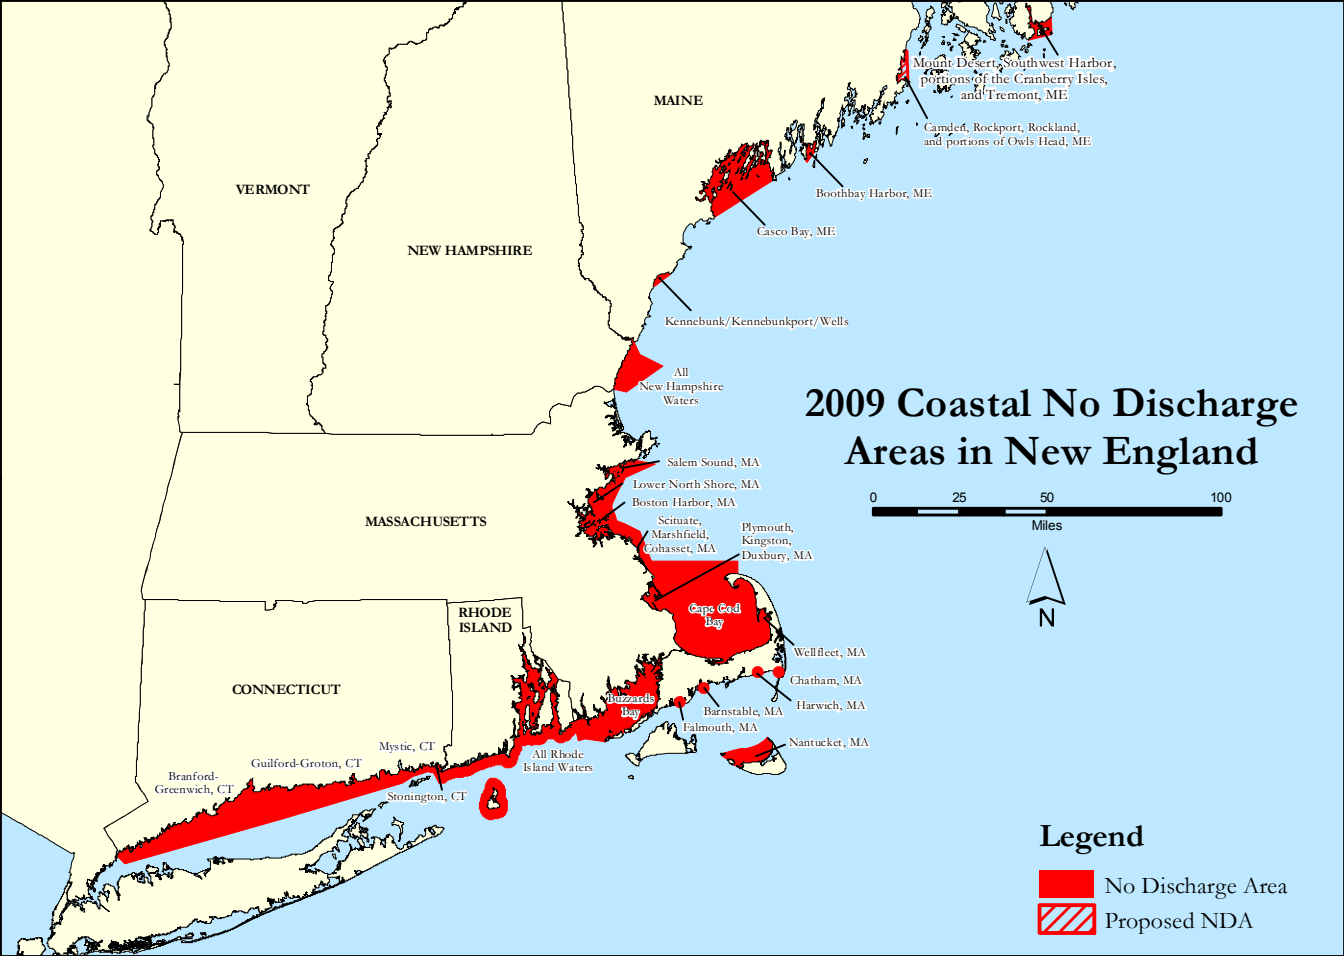 MAINE
Mount Desert, Southwest Harbor,
portions of the Cranberry Isles,
and Tremont, ME
Camden, Rockport, Rockland,
and portions of Owls Head, ME
VERMONT
Boothbay Harbor, ME
Casco Bay, ME
NEW HAMPSHIRE
Kennebunk/Kennebunkport/Wells
All
New Hampshire
Waters
2009 Coastal No Discharge
Areas in New England
0 25 50 100
Miles
N
Salem Sound, MA
Lower North Shore, MA
Boston Harbor, MA
MASSACHUSETTS
Scituate,
Marshfield,
Cohasset, MA
Plymouth,
Kingston,
Duxbury, MA
Cape Cod
Bay
RHODE
ISLAND
Wellfleet, MA
Chatham, MA
Harwich, MA
CONNECTICUT
Buzzards
Bay
Barnstable, MA
Falmouth, MA
Nantucket, MA
Mystic, CT
Guilford-Groton, CT
All Rhode
Island Waters
Branford-
Greenwich, CT
Stonington, CT
Legend
No Discharge Area
Proposed NDA